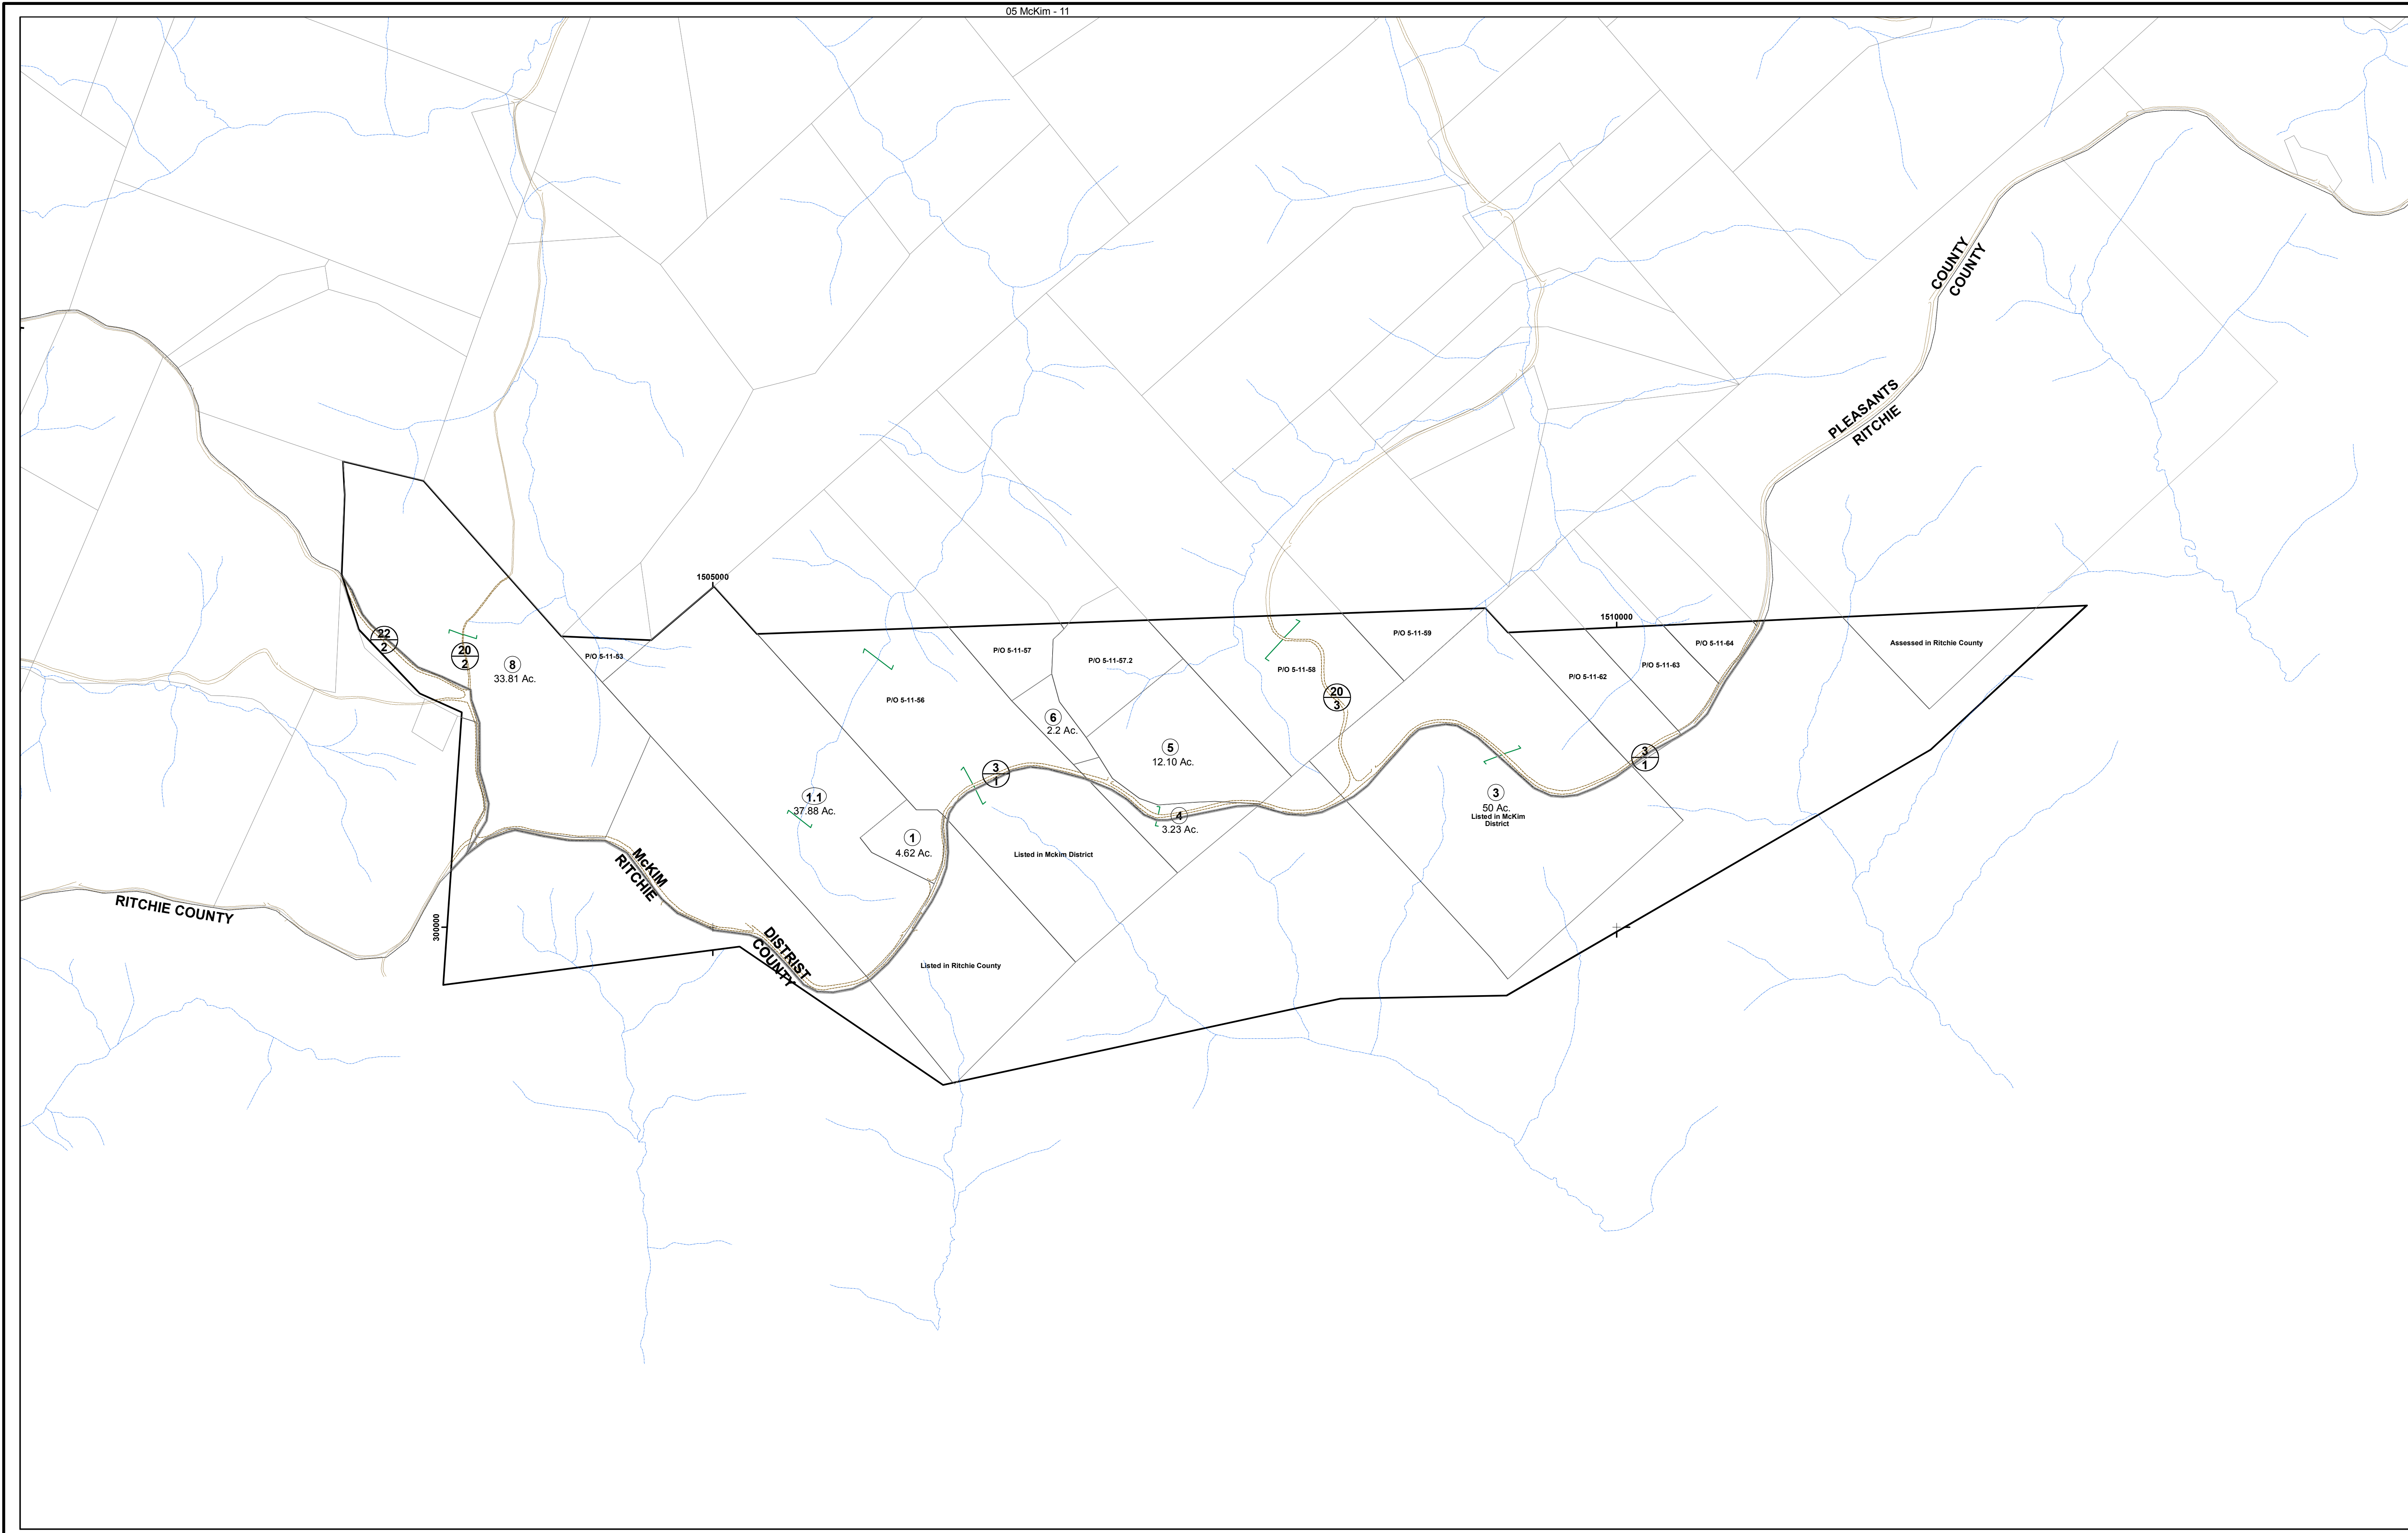 05 McKim - 11
COUNTY
COUNTY
PLEASANTS
RITCHIE
1505000
1510000
22
2
20
2
8
33.81 Ac.
P/O 5-11-53
P/O 5-11-56
P/O 5-11-57
P/O 5-11-57.2
P/O 5-11-58
P/O 5-11-59
P/O 5-11-62
P/O 5-11-63
P/O 5-11-64
Assessed in Ritchie County
20
3
6
2.2 Ac.
5
12.10 Ac.
3
1
3
1
1.1
37.88 Ac.
3
50 Ac.
Listed in McKim
District
4
3.23 Ac.
1
4.62 Ac.
Listed in Mckim District
McKIM
RITCHIE
RITCHIE COUNTY
300000
DISTRIST
COUNTY
Listed in Ritchie County